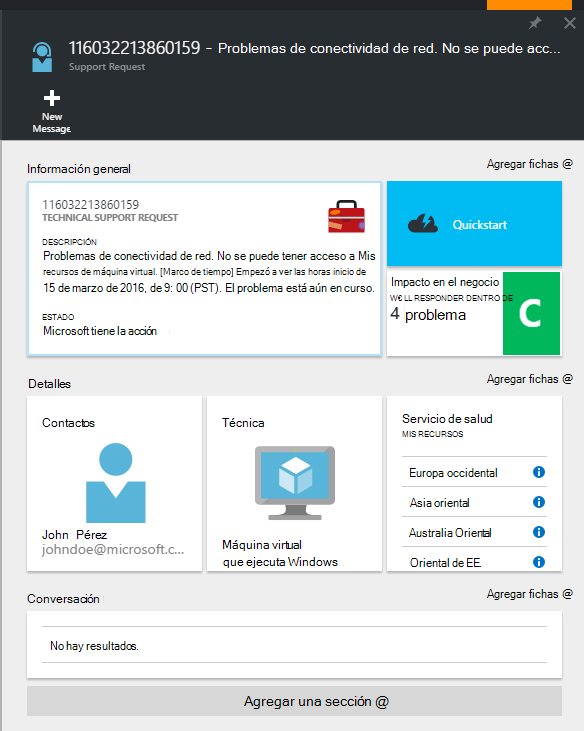 116032213860159 - Problemas de conectividad de red. No se puede acc...
Support Request
New
Message
Información general
Agregar fichas @
116032213860159
TECHNICAL SUPPORT REQUEST
DESCRIPCIÓN
Problemas de conectividad de red. No se puede tener acceso a Mis
recursos de máquina virtual. [Marco de tiempo] Empezó a ver las horas inicio de
15 de marzo de 2016, de 9: 00 (PST). El problema está aún en curso.
ESTADO
Microsoft tiene la acción
Quickstart
Impacto en el negocio
W€ LL RESPONDER DENTRO DE
4 problema
C
Detalles
Agregar fichas @
Contactos
John Pérez
johndoe@microsoft.c...
Técnica
Máquina virtual
que ejecuta Windows
Servicio de salud
MIS RECURSOS
Europa occidental
Asia oriental
Australia Oriental
Oriental de EE.
Conversación
Agregar fichas @
No hay resultados.
Agregar una sección @